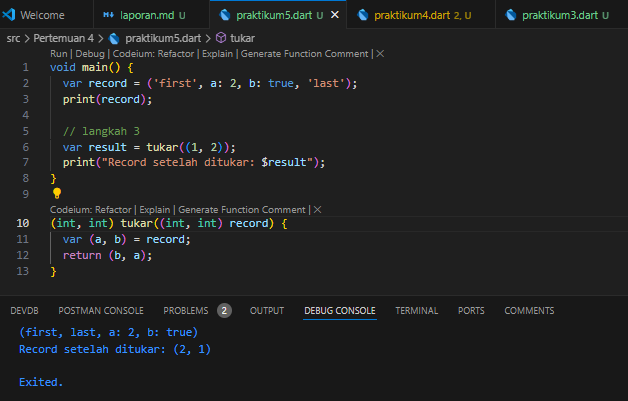 Welcome laporan.md U praktikum5.dart U praktikum4.dart 2, U praktikum3.dart U
src > Pertemuan 4 > praktikum5.dart > tukar
Run | Debug | Codeium: Refactor | Explain | Generate Function Comment | X
1 void main() {
2 var record = ('first', a: 2, b: true, 'last');
3 print(record);
4
5 // langkah 3
6 var result = tukar((1, 2));
7 print("Record setelah ditukar: $result");
8 }
9
Codeium: Refactor | Explain | Generate Function Comment | X
10 (int, int) tukar((int, int) record) {
11 var (a, b) = record;
12 return (b, a);
13 }
DEVDB POSTMAN CONSOLE PROBLEMS 2 OUTPUT DEBUG CONSOLE TERMINAL PORTS COMMENTS
(first, last, a: 2, b: true)
Record setelah ditukar: (2, 1)
Exited.